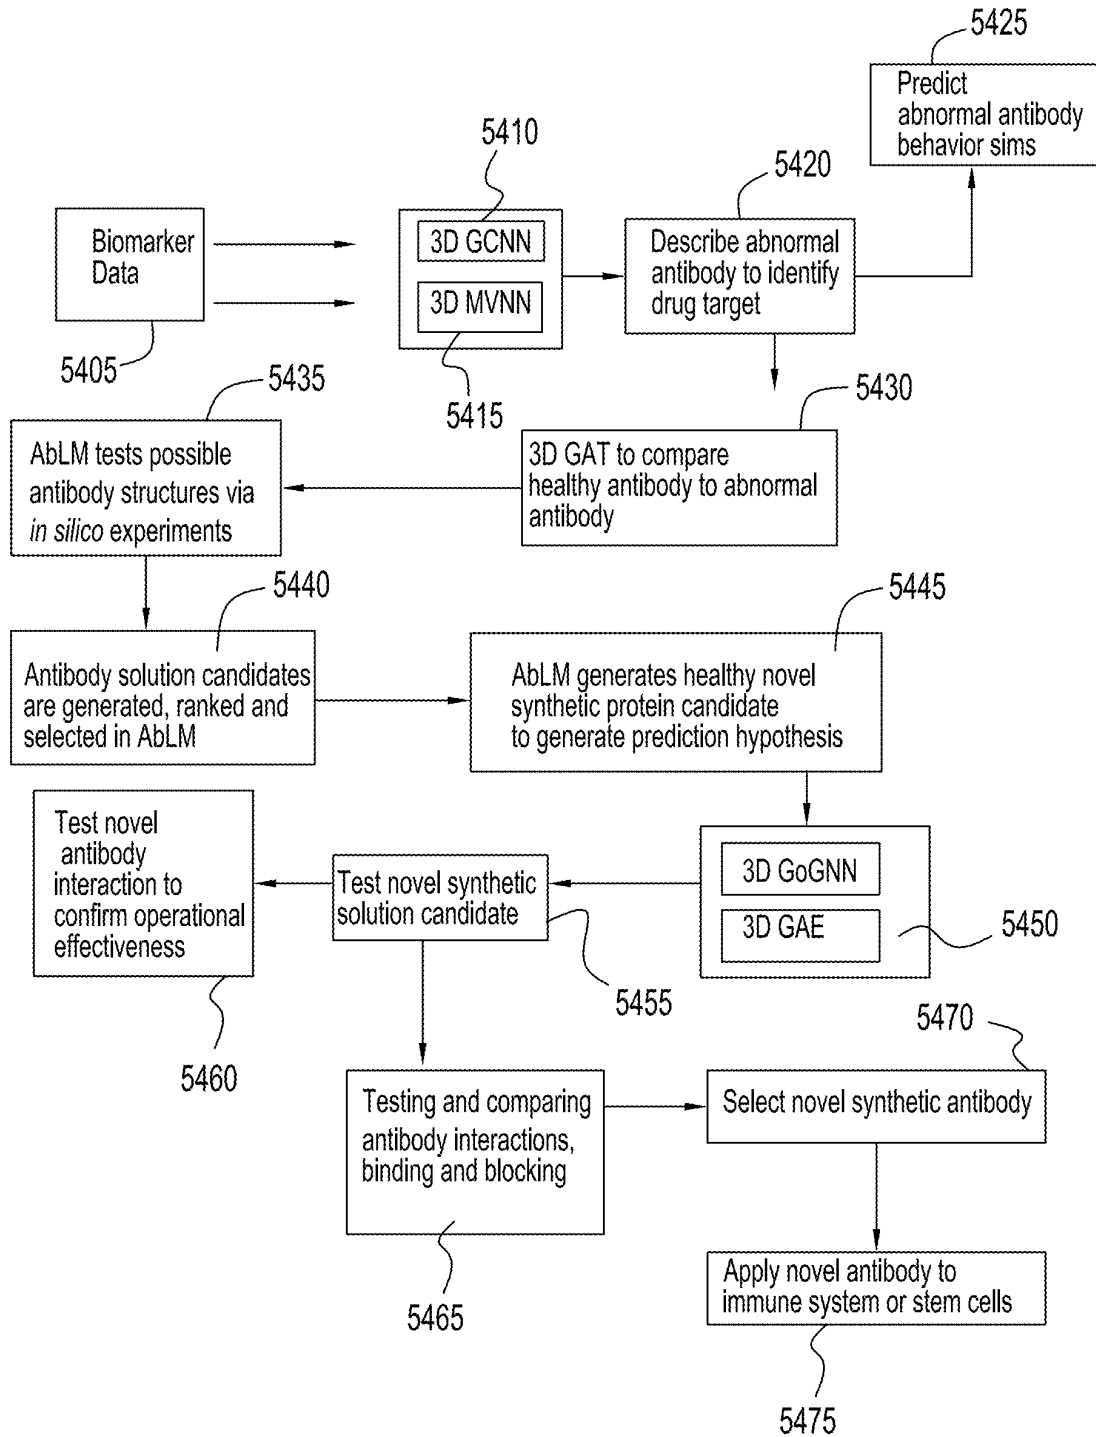 5425
Predict
abnormal antibody
behavior sims
5410
5420
Biomarker
Data
3D GCNN
3D MVNN
Describe abnormal
antibody to identify
drug target
5405
5415
5435
5430
AbLM tests possible
antibody structures via
in silico experiments
3D GAT to compare
healthy antibody to abnormal
antibody
5440
5445
Antibody solution candidates
are generated, ranked and
selected in AbLM
AbLM generates healthy novel
synthetic protein candidate
to generate prediction hypothesis
Test novel
antibody
interaction to
confirm operational
effectiveness
Test novel synthetic
solution candidate
3D GoGNN
3D GAE
5450
5455
5460
5470
Testing and comparing
antibody interactions,
binding and blocking
Select novel synthetic antibody
5465
Apply novel antibody to
immune system or stem cells
5475